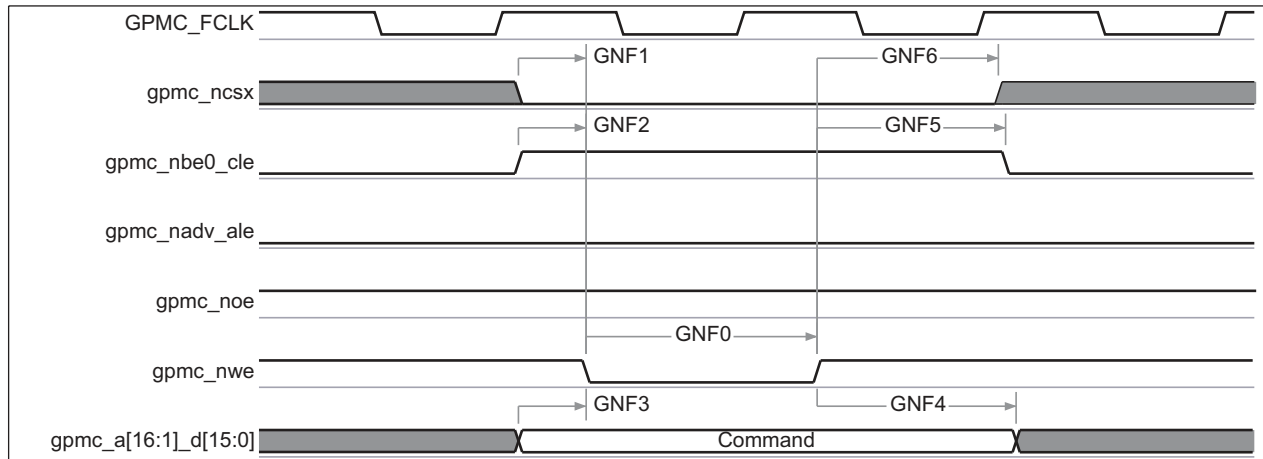 GPMC_FCLK
GNF1 GNF6
gpmc_ncsx
GNF2 GNF5
gpmc_nbe0_cle
gpmc_nadv_ale
gpmc_noe
GNF0
gpmc_nwe
GNF3 GNF4
gpmc_a[16:1]_d[15:0] Command